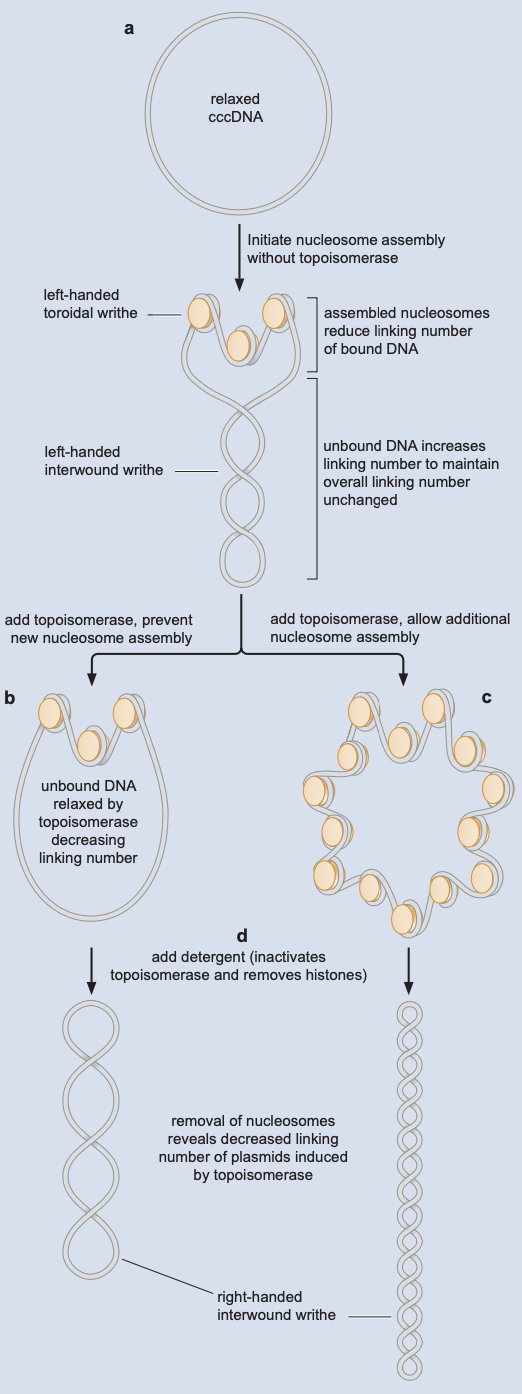 a
relaxed
cccDNA
Initiate nucleosome assembly
without topoisomerase
left-handed
toroidal writhe
assembled nucleosomes
reduce linking number
of bound DNA
left-handed
interwound writhe
unbound DNA increases
linking number to maintain
overall linking number
unchanged
add topoisomerase, prevent
new nucleosome assembly
add topoisomerase, allow additional
nucleosome assembly
b
c
unbound DNA
relaxed by
topoisomerase
decreasing
linking number
d
add detergent (inactivates
topoisomerase and removes histones)
removal of nucleosomes
reveals decreased linking
number of plasmids induced
by topoisomerase
right-handed
interwound writhe